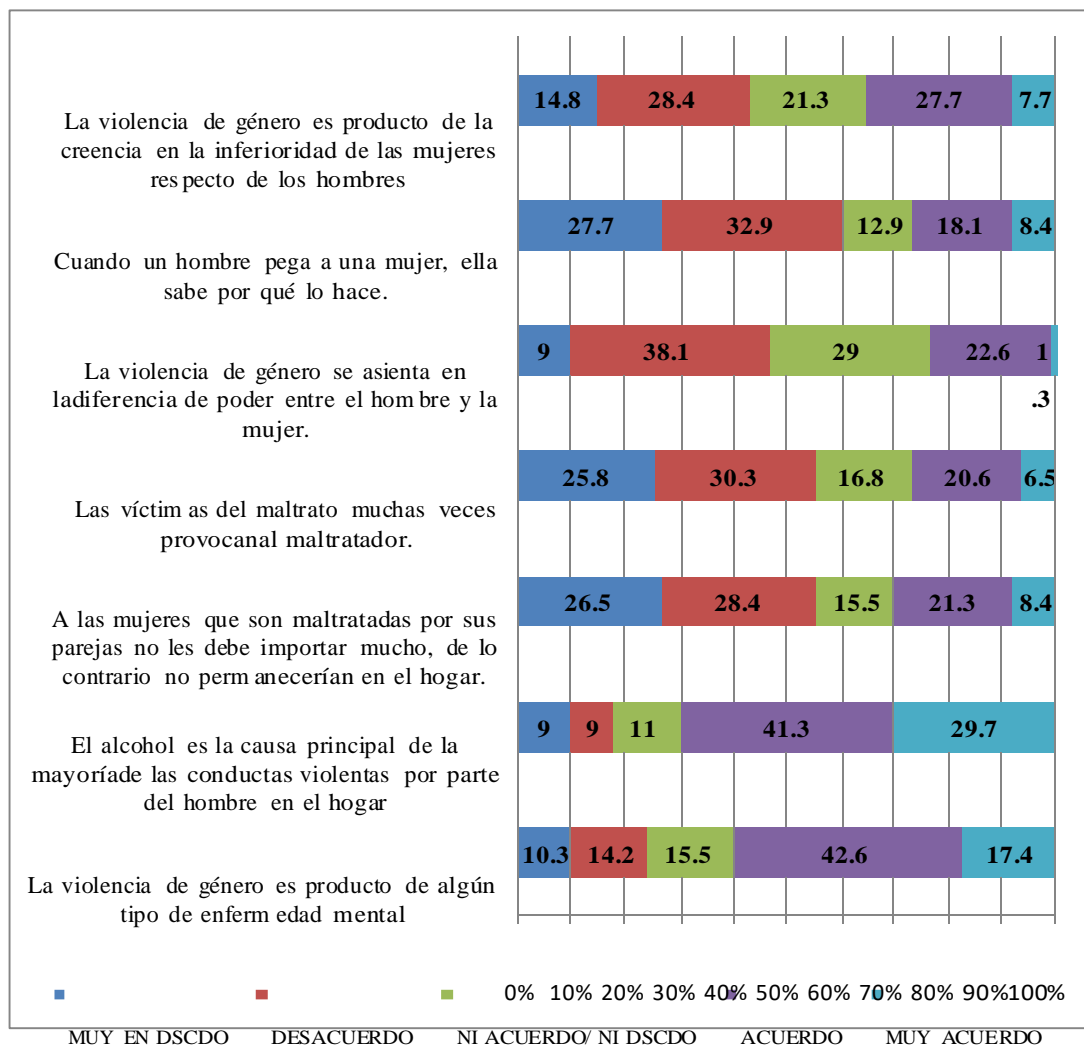 14.8 28.4 21.3 27.7 7.7
La violencia de género es producto de la
creencia en la inferioridad de las mujeres
respecto de los hombres
27.7 32.9 12.9 18.1 8.4
Cuando un hombre pega a una mujer, ella
sabe por qué lo hace.
9 38.1 29 22.6 1
.3
La violencia de género se asienta en
ladiferencia de poder entre el hombre y la
mujer.
25.8 30.3 16.8 20.6 6.5
Las víctimas del maltrato muchas veces
provocanal maltratador.
26.5 28.4 15.5 21.3 8.4
A las mujeres que son maltratadas por sus
parejas no les debe importar mucho, de lo
contrario no permanecerían en el hogar.
9 9 11 41.3 29.7
El alcohol es la causa principal de la
mayoríade las conductas violentas por parte
del hombre en el hogar
10.3 14.2 15.5 42.6 17.4
La violencia de género es producto de algún
tipo de enfermedad mental
0% 10% 20% 30% 40% 50% 60% 70% 80% 90% 100%
MUY EN DSCDO DESACUERDO NI ACUERDO/ NI DSCDO ACUERDO MUY ACUERDO